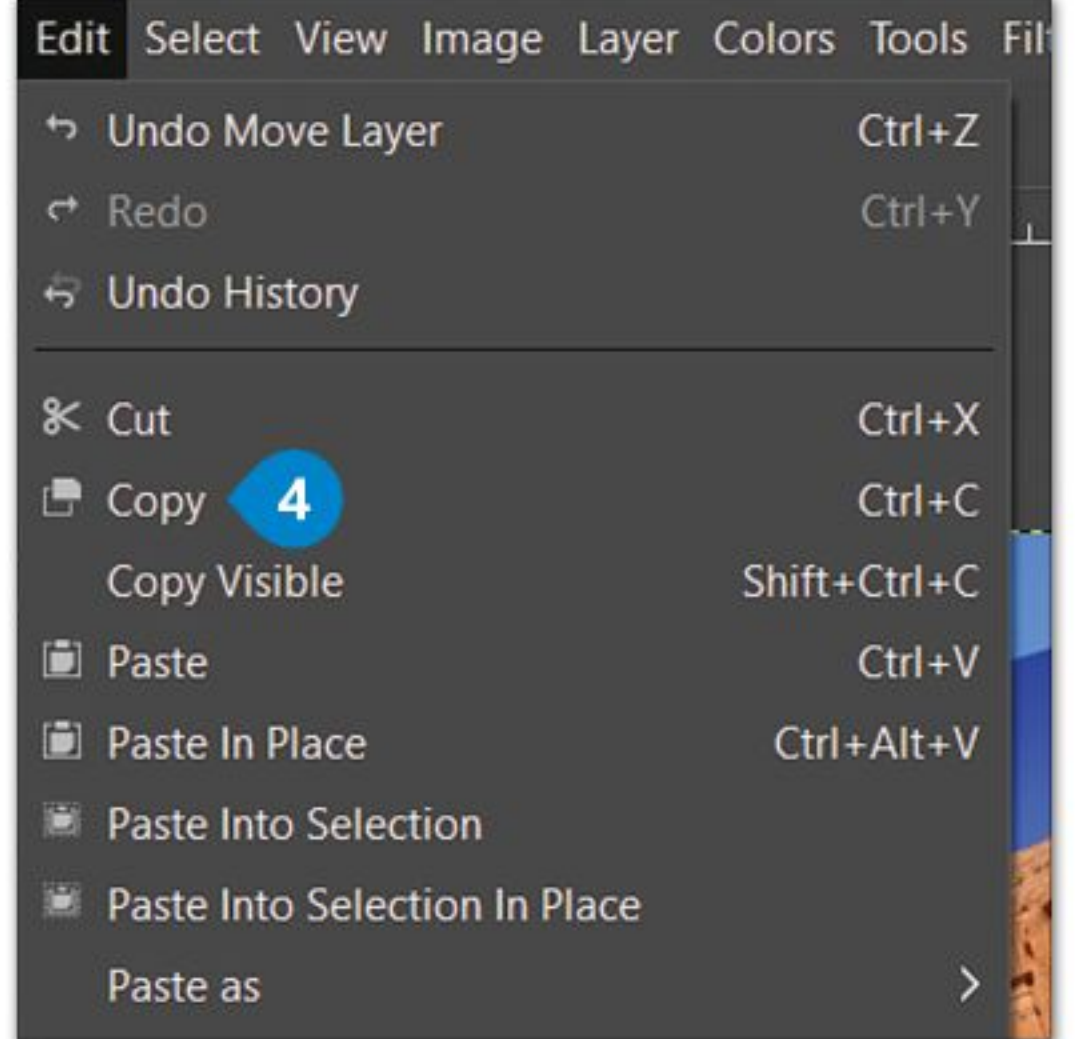 Edit Select View Image Layer Colors Tools
Undo Move Layer Ctrl+Z
Redo Ctrl+Y
Undo History
Cut Ctrl+X
Copy 4 Ctrl+C
Copy Visible Shift+Ctrl+C
Paste Ctrl+V
Paste In Place Ctrl+Alt+V
Paste Into Selection
Paste Into Selection In Place
Paste as >